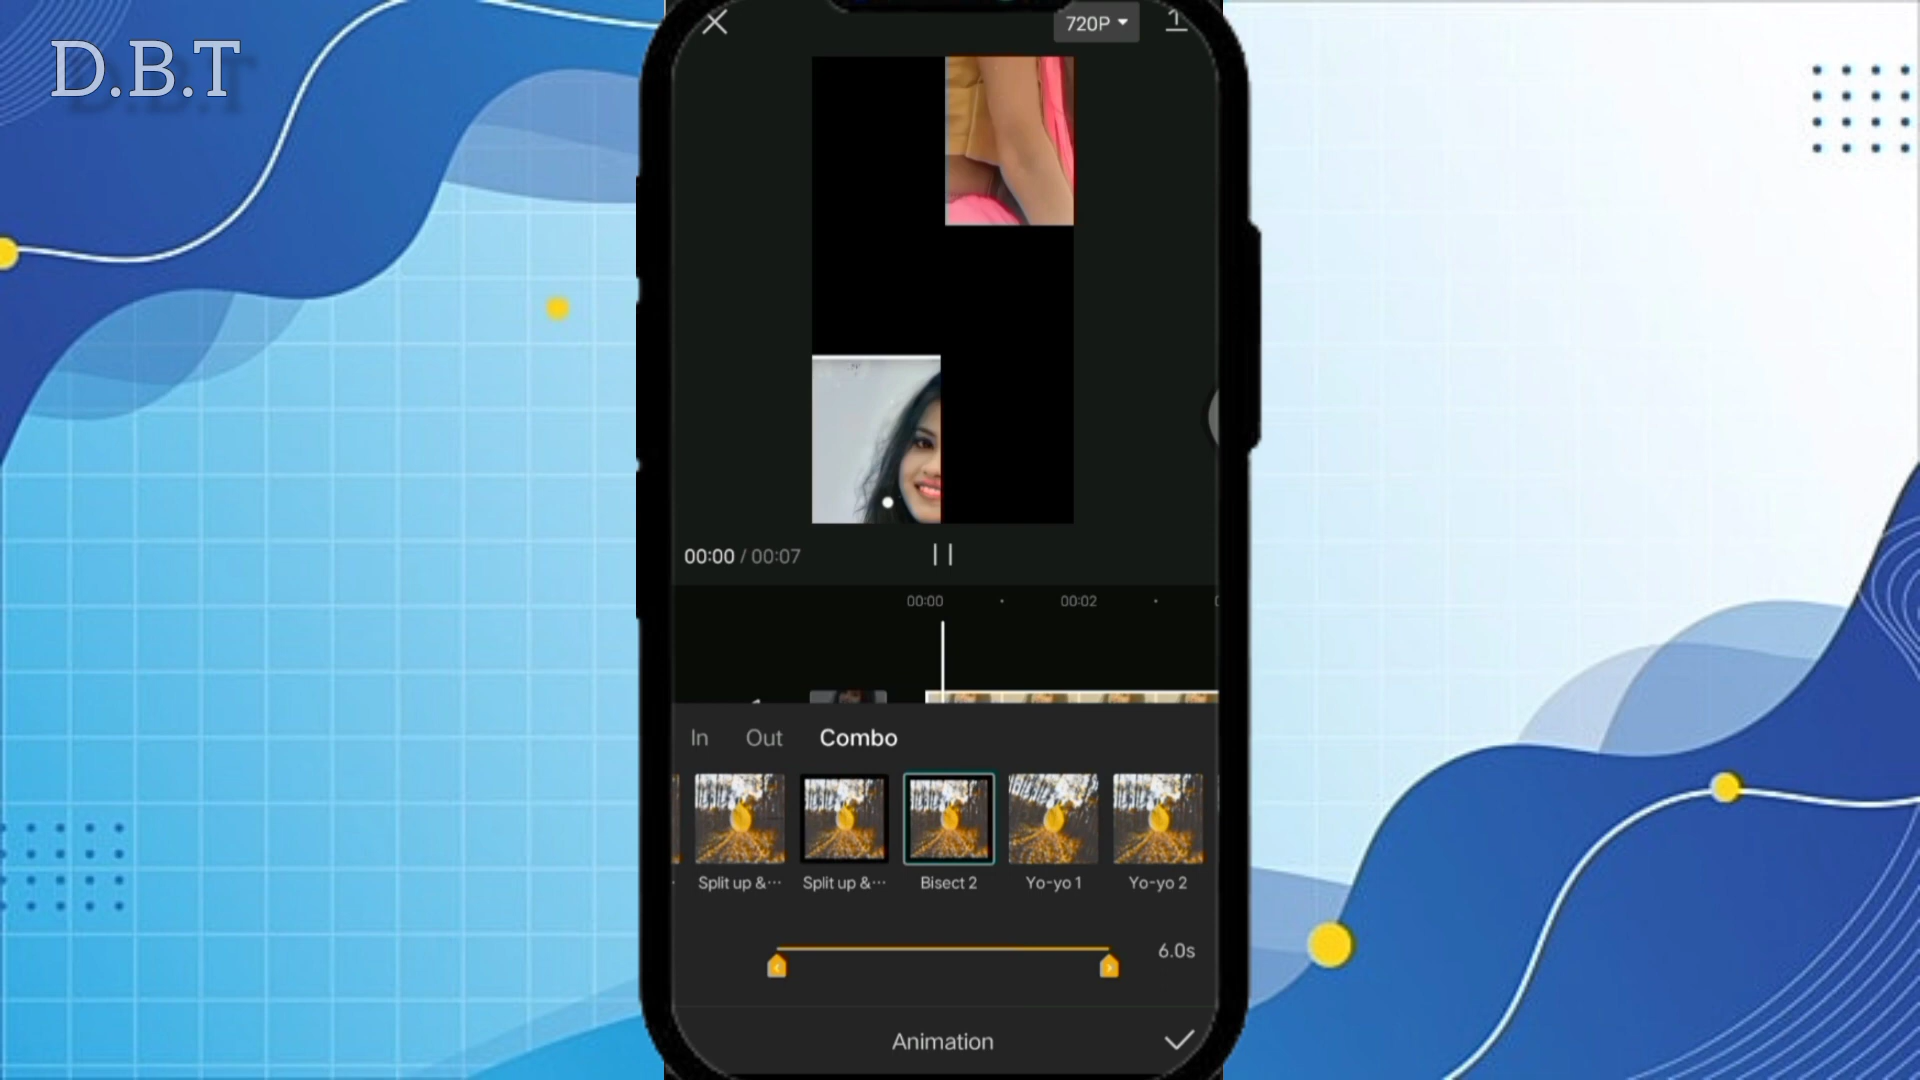 D.B.T
720P
00:00 / 00:07
00:00
00:02
In
Out
Combo
Split up &···
Split up &···
Bisect 2
Yo-yo 1
Yo-yo 2
6.0s
Animation